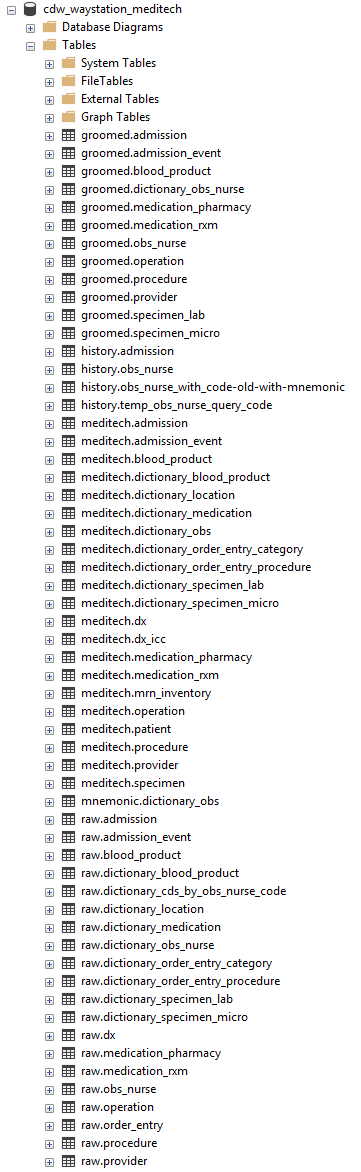 cdw_waystation_meditech
Database Diagrams
Tables
System Tables
FileTables
External Tables
Graph Tables
groomed.admission
groomed.admission_event
groomed.blood_product
groomed.dictionary_obs_nurse
groomed.medication_pharmacy
groomed.medication_rxm
groomed.obs_nurse
groomed.operation
groomed.procedure
groomed.provider
groomed.specimen_lab
groomed.specimen_micro
history.admission
history.obs_nurse
history.obs_nurse_with_code-old-with-mnemonic
history.temp_obs_nurse_query_code
meditech.admission
meditech.admission_event
meditech.blood_product
meditech.dictionary_blood_product
meditech.dictionary_location
meditech.dictionary_medication
meditech.dictionary_obs
meditech.dictionary_order_entry_category
meditech.dictionary_order_entry_procedure
meditech.dictionary_specimen_lab
meditech.dictionary_specimen_micro
meditech.dx
meditech.dx_icc
meditech.medication_pharmacy
meditech.medication_rxm
meditech.mrn_inventory
meditech.operation
meditech.patient
meditech.procedure
meditech.provider
meditech.specimen
mnemonic.dictionary_obs
raw.admission
raw.admission_event
raw.blood_product
raw.dictionary_blood_product
raw.dictionary_cds_by_obs_nurse_code
raw.dictionary_location
raw.dictionary_medication
raw.dictionary_obs_nurse
raw.dictionary_order_entry_category
raw.dictionary_order_entry_procedure
raw.dictionary_specimen_lab
raw.dictionary_specimen_micro
raw.dx
raw.medication_pharmacy
raw.medication_rxm
raw.obs_nurse
raw.operation
raw.order_entry
raw.procedure
raw.provider